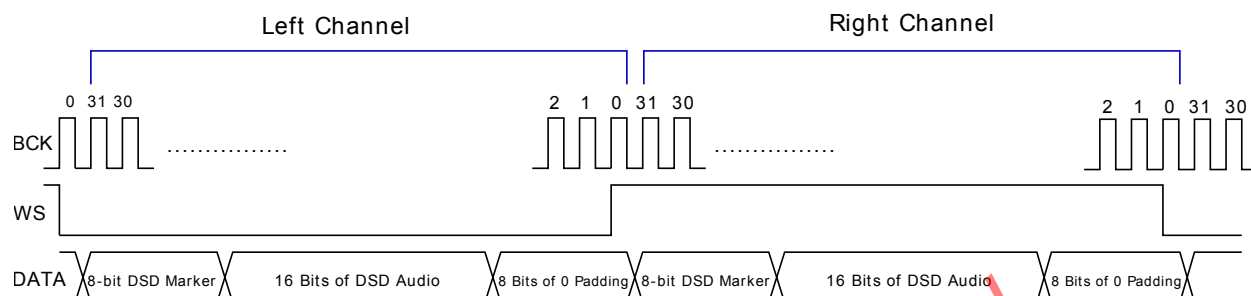 Left Channel
Right Channel
0 31 30
2 1 0 31 30
2 1 0 31 30
BCK
................
................
WS
DATA
8-bit DSD Marker
16 Bits of DSD Audio
8 Bits of 0 Padding
8-bit DSD Marker
16 Bits of DSD Audio
8 Bits of 0 Padding